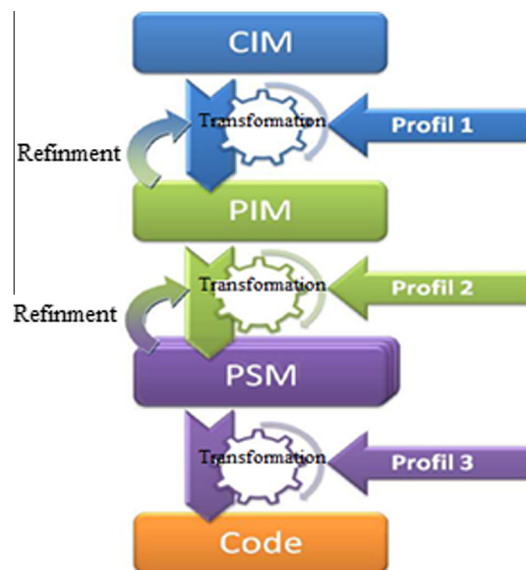 CIM
Transformation
Profil 1
Refinment
PIM
Transformation
Profil 2
Refinment
PSM
Transformation
Profil 3
Code